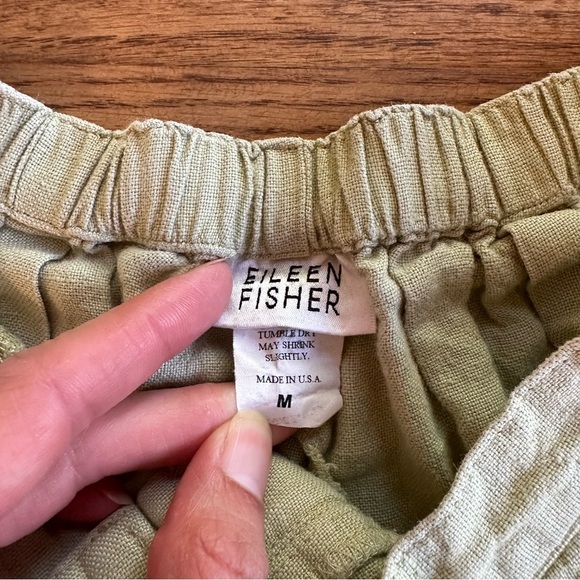 EILEEN
FISHER
TUMBLE DRY
MAY SHRINK
SLIGHTLY.
MADE IN U.S.A.
M